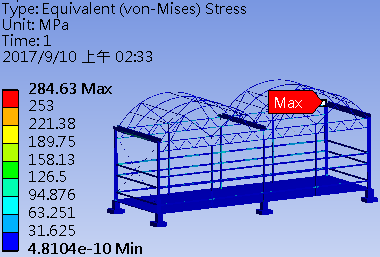 Type: Equivalent (von-Mises) Stress
Unit: MPa
Time: 1
2017/9/10 上午 02:33
284.63 Max
253
221.38
189.75
158.13
126.5
94.876
63.251
31.625
4.8104e-10 Min
Max